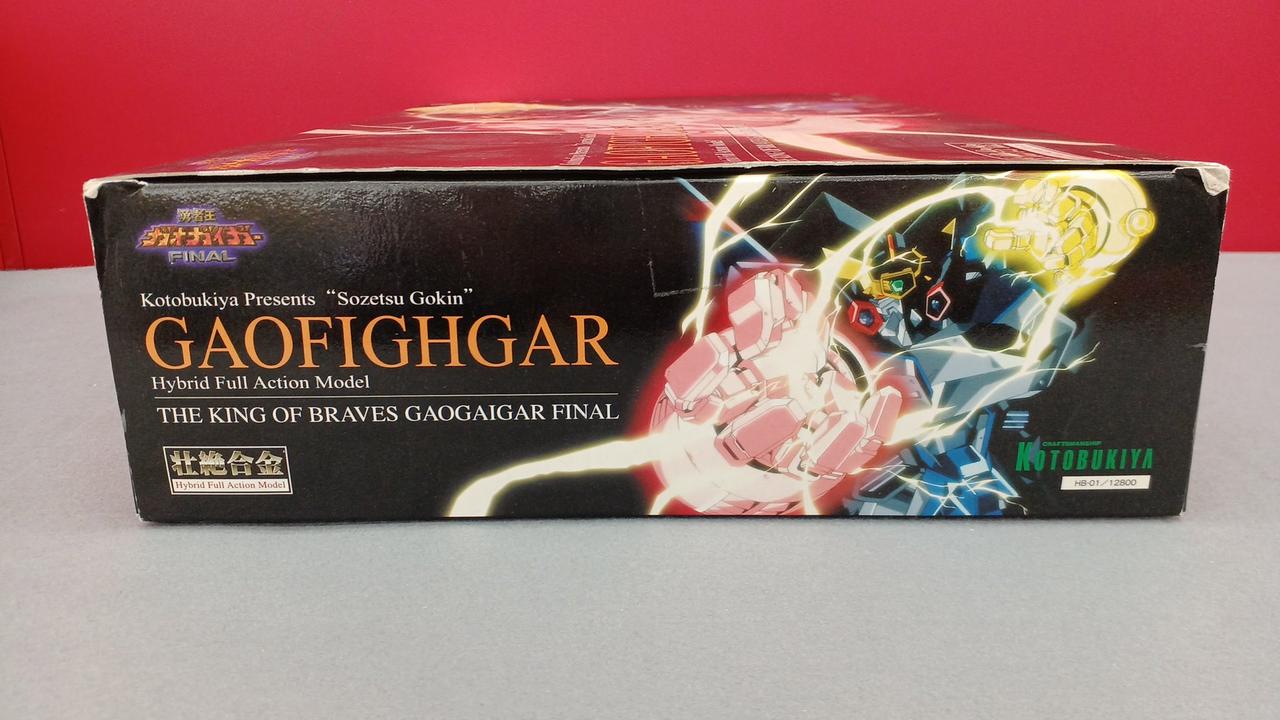 勇者王
ガオガイガー
FINAL
Kotobukiya Presents “Sozetsu Gokin”
GAOFIGHGAR
Hybrid Full Action Model
THE KING OF BRAVES GAOGAIGAR FINAL
壮絶合金
Hybrid Full Action Model
CRAFTSMANSHIP
KOTOBUKIYA
HB-01/12800